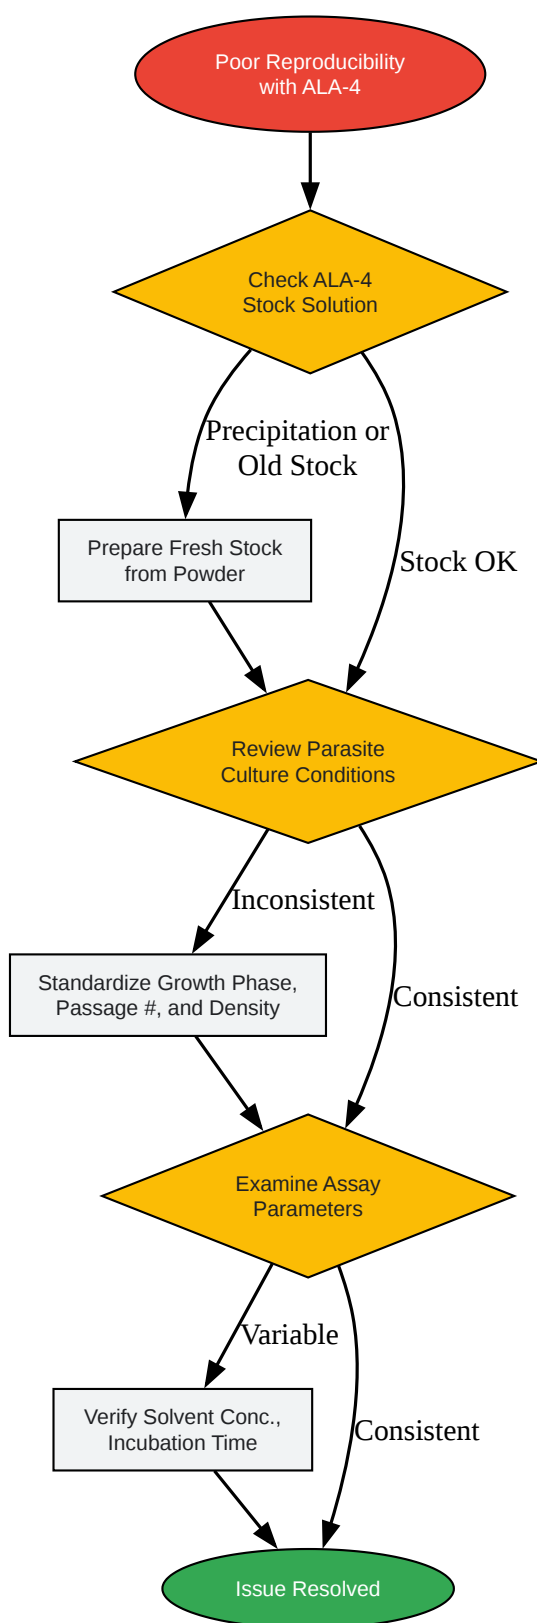 Poor Reproducibility
with ALA-4
Check ALA-4
Stock Solution
Precipitation or
Old Stock
Prepare Fresh Stock
from Powder
Stock OK
Review Parasite
Culture Conditions
Inconsistent
Standardize Growth Phase,
Passage #, and Density
Consistent
Examine Assay
Parameters
Variable
Verify Solvent Conc.,
Incubation Time
Consistent
Issue Resolved